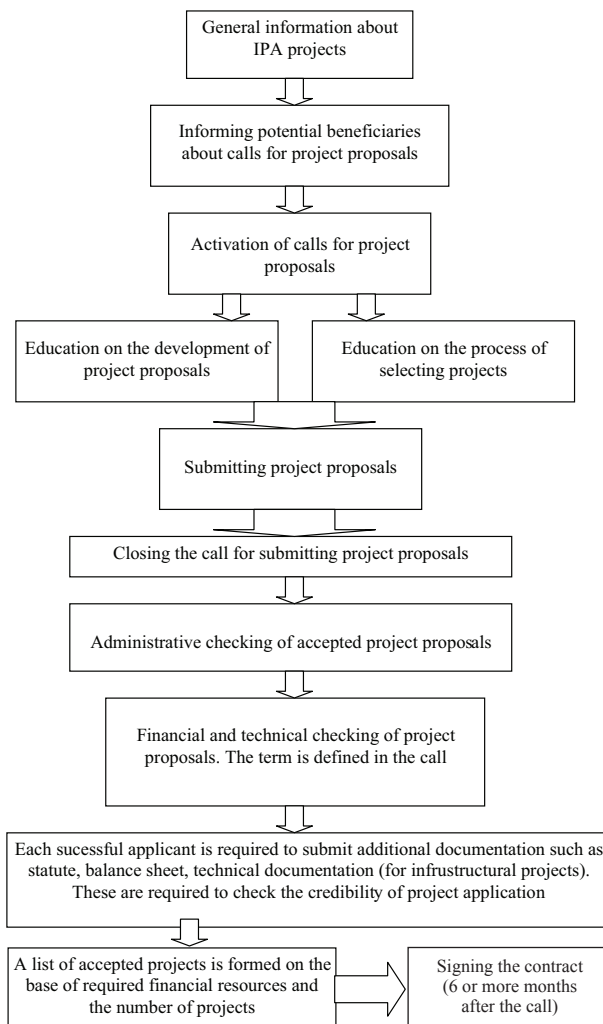 General information about
IPA projects
Informing potential beneficiaries
about calls for project proposals
Activation of calls for project
proposals
Education on the development of
project proposals
Education on the process of
selecting projects
Submitting project proposals
Closing the call for submitting project proposals
Administrative checking of accepted project proposals
Financial and technical checking of project
proposals. The term is defined in the call
Each sucessful applicant is required to submit additional documentation such as
statute, balance sheet, technical documentation (for infrustructural projects).
These are required to check the credibility of project application
A list of accepted projects is formed on the
base of required financial resources and
the number of projects
Signing the contract
(6 or more months
after the call)